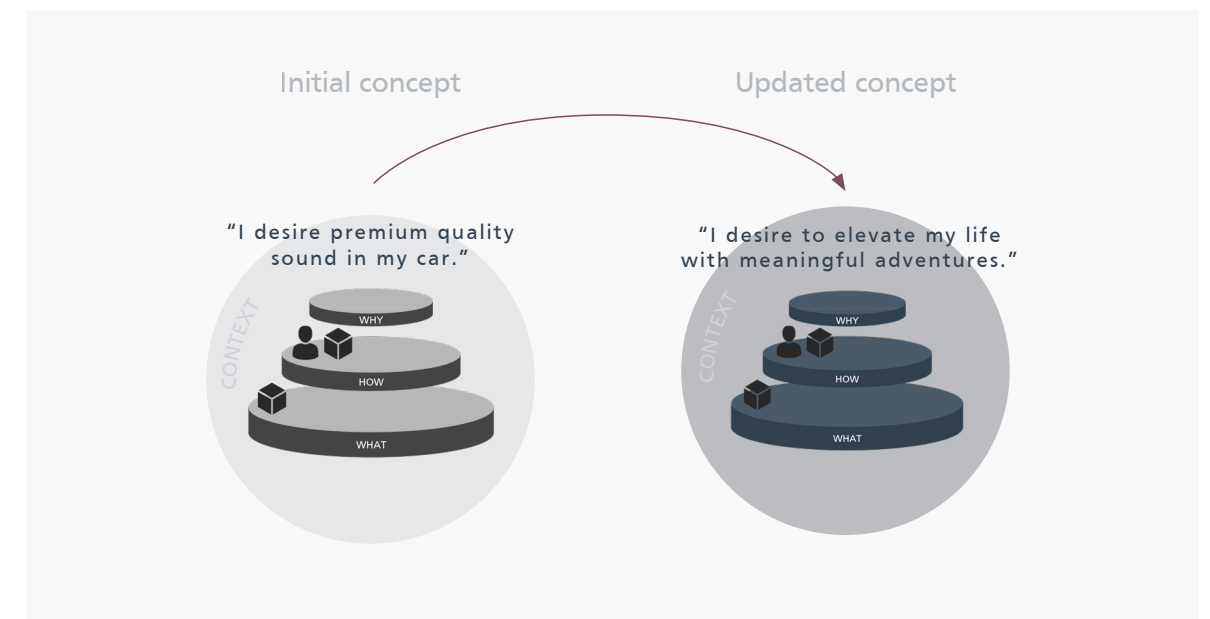 Initial concept
Updated concept
“I desire premium quality
sound in my car.”
CONTEXT
WHY
HOW
WHAT
“I desire to elevate my life
with meaningful adventures.”
CONTEXT
WHY
HOW
WHAT